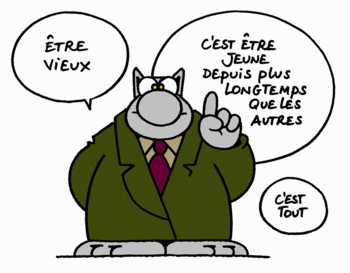 ÊTRE
VIEUX
C'EST ÊTRE
JEUNE
DEPUIS PLUS
LONGTEMPS
QUE LES
AUTRES
C'EST
TOUT